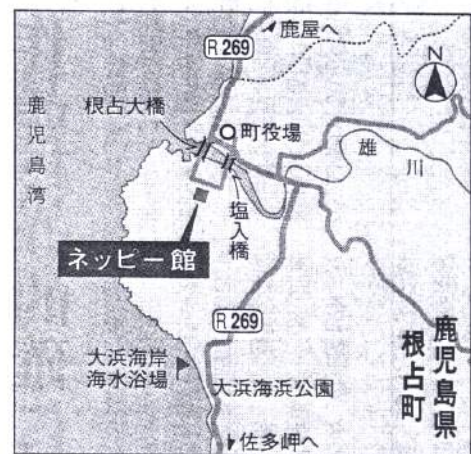 鹿屋へ
R 269
N
根占大橋
町役場
鹿児島湾
雄川
塩入橋
ネッピー館
R 269
鹿児島県
根占町
大浜海岸
海水浴場
大浜海浜公園
佐多岬へ